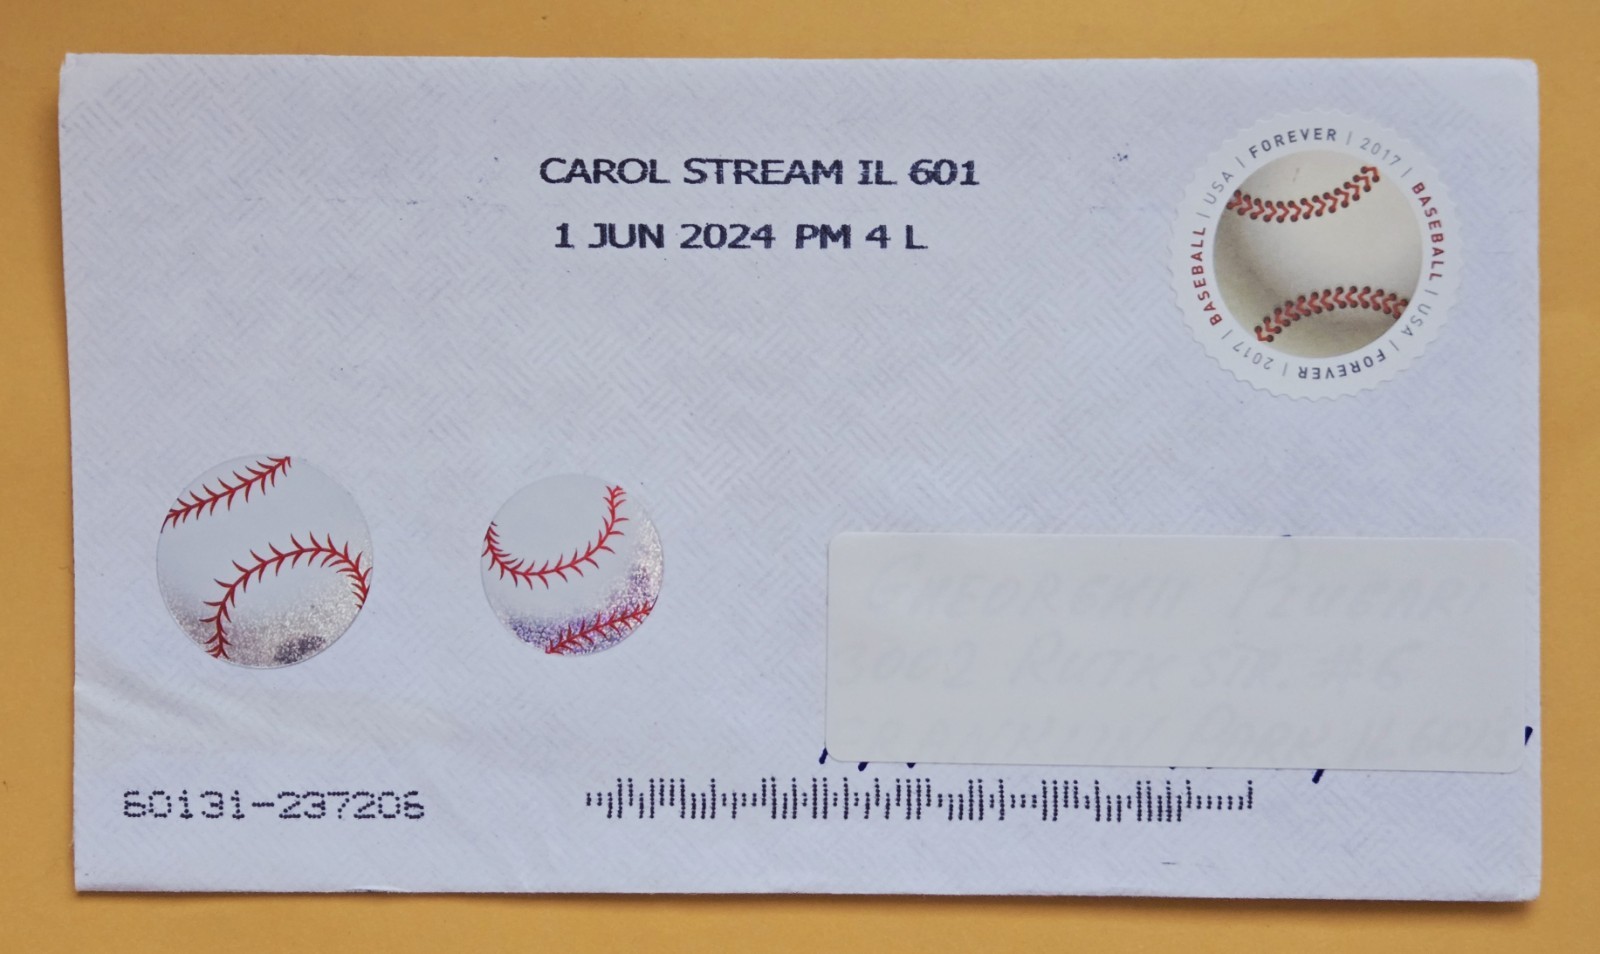 CAROL STREAM IL 601
1 JUN 2024 PM 4 L
BASEBALL | USA | FOREVER | 2017 | BASEBALL | USA | FOREVER | 2017 |
60131-237206